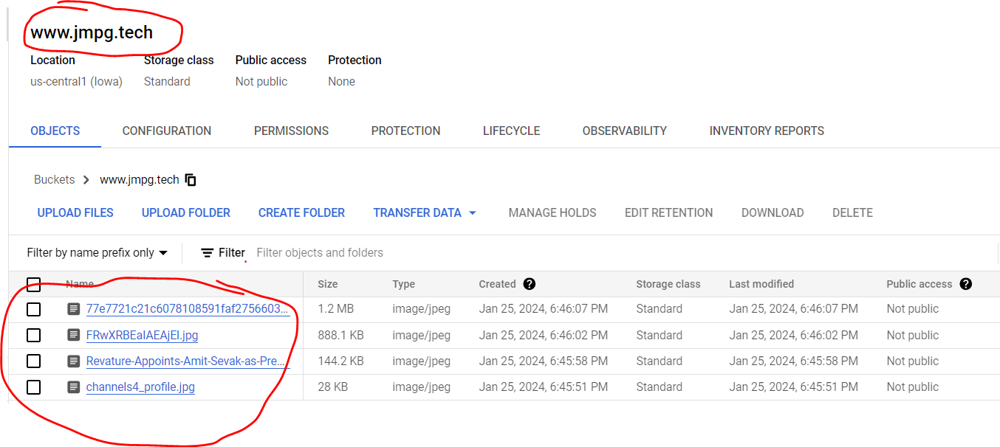 www.jmpg.tech
Location Storage class Public access Protection
us-central1 (Iowa) Standard Not public None
OBJECTS CONFIGURATION PERMISSIONS PROTECTION LIFECYCLE OBSERVABILITY INVENTORY REPORTS
Buckets > www.jmpg.tech
UPLOAD FILES UPLOAD FOLDER CREATE FOLDER TRANSFER DATA MANAGE HOLDS EDIT RETENTION DOWNLOAD DELETE
Filter by name prefix only Filter Filter objects and folders
Name Size Type Created ? Storage class Last modified Public access ?
77e7721c21c6078108591faf2756603... 1.2 MB image/jpeg Jan 25, 2024, 6:46:07 PM Standard Jan 25, 2024, 6:46:07 PM Not public
FRwXRBEaIAEAjEl.jpg 888.1 KB image/jpeg Jan 25, 2024, 6:46:02 PM Standard Jan 25, 2024, 6:46:02 PM Not public
Revature-Appoints-Amit-Sevak-as-Pre... 144.2 KB image/jpeg Jan 25, 2024, 6:45:58 PM Standard Jan 25, 2024, 6:45:58 PM Not public
channels4_profile.jpg 28 KB image/jpeg Jan 25, 2024, 6:45:51 PM Standard Jan 25, 2024, 6:45:51 PM Not public